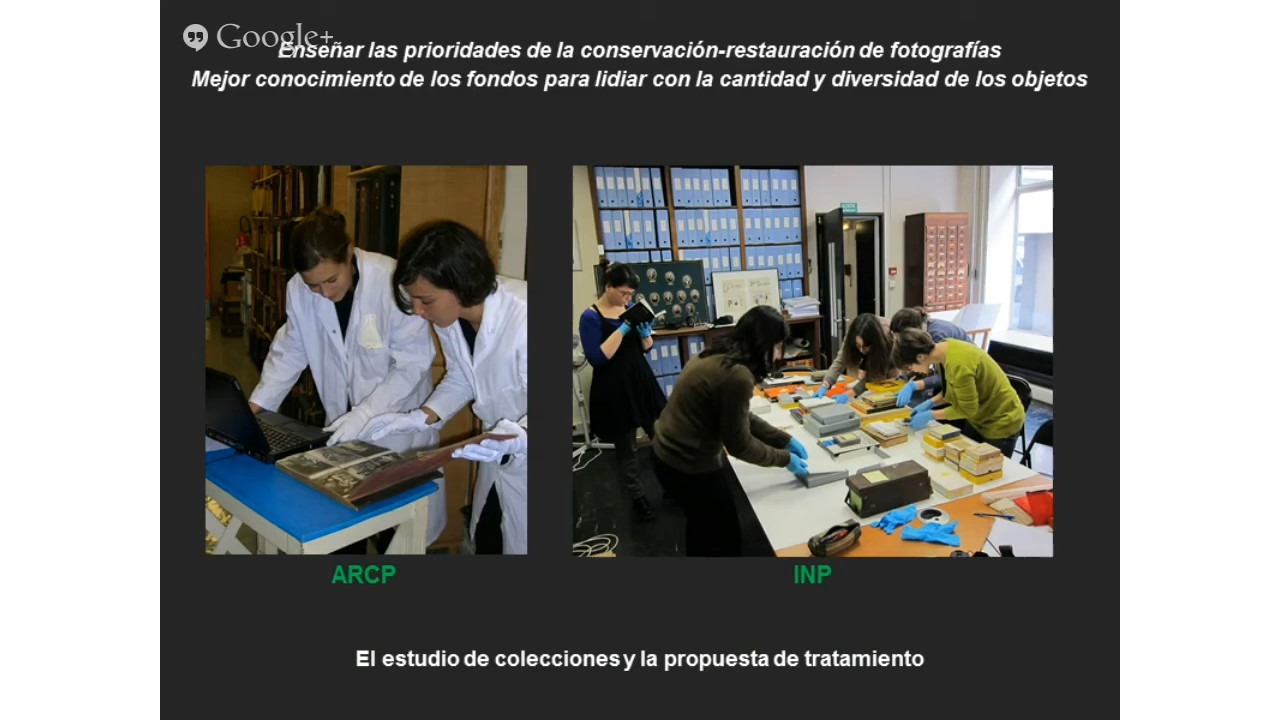 Google+
Enseñar las prioridades de la conservación-restauración de fotografías
Mejor conocimiento de los fondos para lidiar con la cantidad y diversidad de los objetos
ARCP
INP
El estudio de colecciones y la propuesta de tratamiento